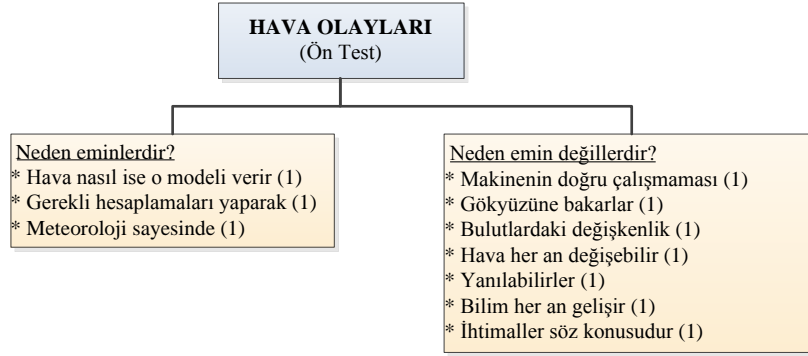 HAVA OLAYLARI
(Ön Test)
Neden eminlerdir?
* Hava nasıl ise o modeli verir (1)
* Gerekli hesaplamaları yaparak (1)
* Meteoroloji sayesinde (1)
Neden emin değillerdir?
* Makinenin doğru çalışmaması (1)
* Gökyüzüne bakarlar (1)
* Bulutlardaki değişkenlik (1)
* Hava her an değişebilir (1)
* Yanılabilirler (1)
* Bilim her an gelişir (1)
* İhtimaller söz konusudur (1)